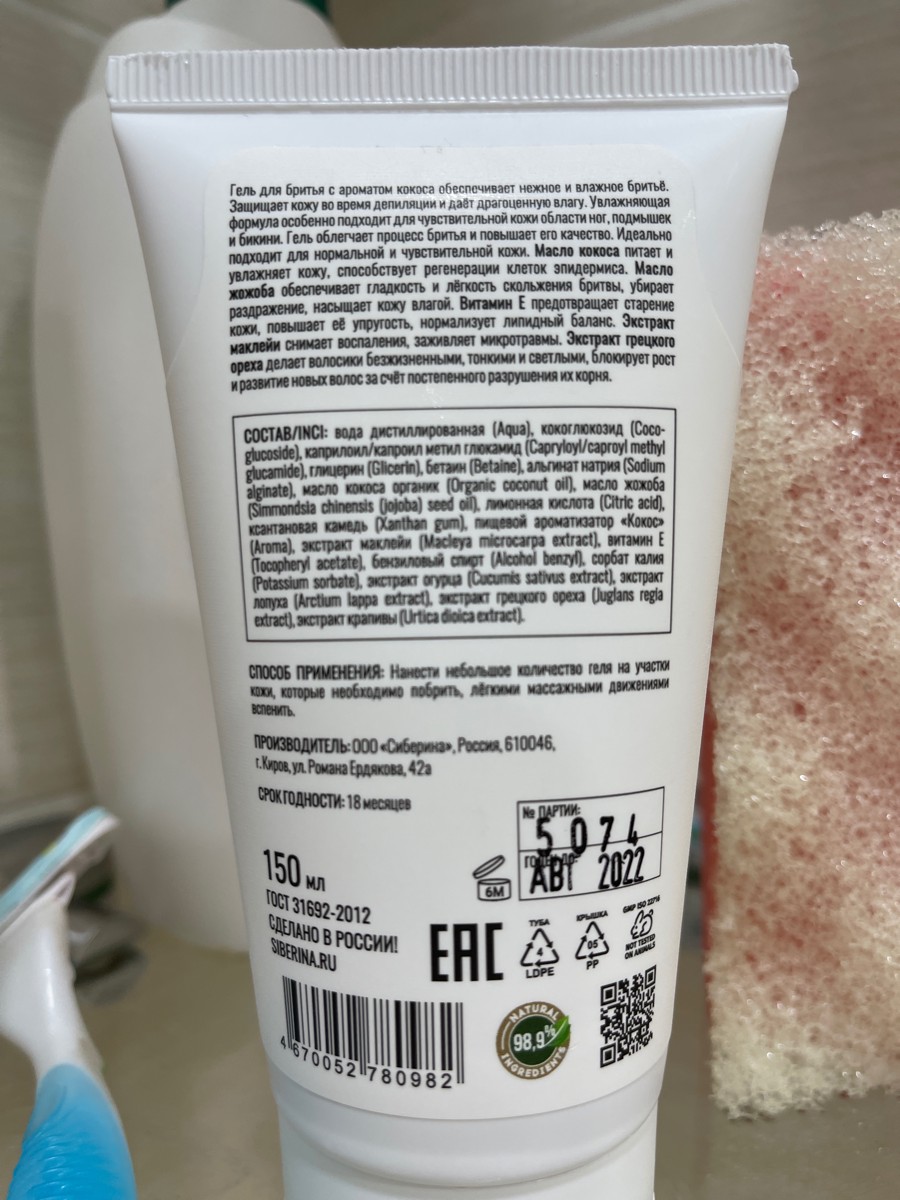 Гель для бритья с ароматом кокоса обеспечивает нежное и влажное бритьё.
Защищает кожу во время депиляции и даёт драгоценную влагу. Увлажняющая
формула особенно подходит для чувствительной кожи области ног, подмышек
и бикини. Гель облегчает процесс бритья и повышает его качество. Идеально
подходит для нормальной и чувствительной кожи. Масло кокоса питает и
увлажняет кожу, способствует регенерации клеток эпидермиса. Масло
жожоба обеспечивает гладкость и лёгкость скольжения бритвы, убирает
раздражение, насыщает кожу влагой. Витамин Е предотвращает старение
кожи, повышает её упругость, нормализует липидный баланс. Экстракт
маклейи снимает воспаления, заживляет микротравмы. Экстракт грецкого
ореха делает волосики безжизненными, тонкими и светлыми, блокирует рост
и развитие новых волос за счёт постепенного разрушения их корня.
СОСТАВ/INCI: вода дистиллированная (Aqua), кокоглюкозид (Coco-
glucoside), каприлоил/капроил метил глюкамид (Capryloyl/caproyl methyl
glucamide), глицерин (Glicerin), бетаин (Betaine), альгинат натрия (Sodium
alginate), масло кокоса органик (Organic coconut oil), масло жожоба
(Simmondsia chinensis (jojoba) seed oil), лимонная кислота (Citric acid),
ксантановая камедь (Xanthan gum), пищевой ароматизатор «Кокос»
(Aroma), экстракт маклейи (Macleya microcarpa extract), витамин Е
(Tocopheryl acetate), бензиловый спирт (Alcohol benzyl), сорбат калия
(Potassium sorbate), экстракт огурца (Cucumis sativus extract), экстракт
лопуха (Arctium lappa extract), экстракт грецкого ореха (Juglans regia
extract), экстракт крапивы (Urtica dioica extract).
СПОСОБ ПРИМЕНЕНИЯ: Нанести небольшое количество геля на участки
кожи, которые необходимо побрить, лёгкими массажными движениями
вспенить.
ПРОИЗВОДИТЕЛЬ: ООО «Сиберина», Россия, 610046,
г. Киров, ул. Романа Ердякова, 42а
СРОК ГОДНОСТИ: 18 месяцев
№ ПАРТИИ:
5074
ГОДЕН ДО:
АВГ 2022
6М
150 мл
ГОСТ 31692-2012
СДЕЛАНО В РОССИИ!
SIBERINA.RU
EAC
ТУБА
4
LDPE
КРЫШКА
05
PP
GMP ISO 22716
NOT TESTED
ON ANIMALS
4 670052 780982
NATURAL
98,9%
INGREDIENTS